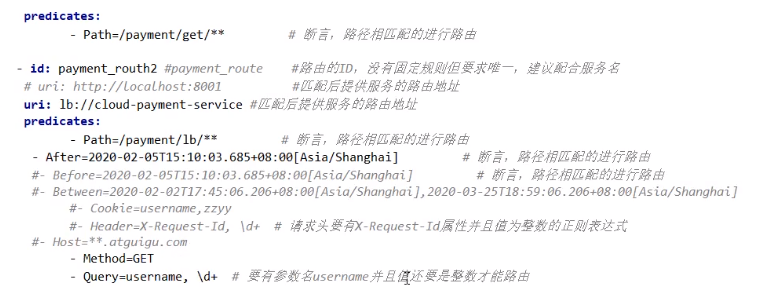 predicates:
- Path=/payment/get/** # 断言，路径相匹配的进行路由
- id: payment_routh2 #payment_route #路由的ID，没有固定规则但要求唯一，建议配合服务名
# uri: http://localhost:8001 #匹配后提供服务的路由地址
uri: lb://cloud-payment-service #匹配后提供服务的路由地址
predicates:
- Path=/payment/lb/** # 断言，路径相匹配的进行路由
- After=2020-02-05T15:10:03.685+08:00[Asia/Shanghai] # 断言，路径相匹配的进行路由
#- Before=2020-02-05T15:10:03.685+08:00[Asia/Shanghai] # 断言，路径相匹配的进行路由
#- Between=2020-02-02T17:45:06.206+08:00[Asia/Shanghai],2020-03-25T18:59:06.206+08:00[Asia/Shanghai]
#- Cookie=username,zzyy
#- Header=X-Request-Id, \d+ # 请求头要有X-Request-Id属性并且值为整数的正则表达式
#- Host=**.atguigu.com
- Method=GET
- Query=username, \d+ # 要有参数名username并且值还要是整数才能路由